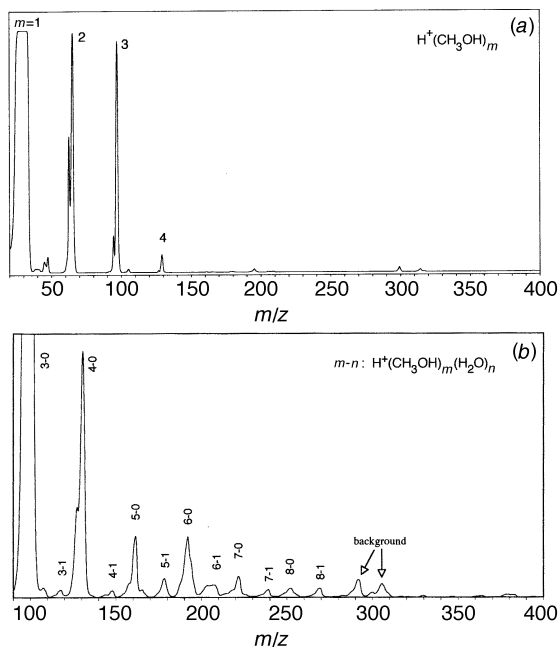 (a)
m=1
2
3
H+(CH3OH)m
4
50 100 150 200 250 300 350 400
m/z
(b)
3-0
4-0
m-n : H+(CH3OH)m(H2O)n
5-0
6-0
background
3-1
4-1
5-1
6-1
7-0
7-1
8-0
8-1
100 150 200 250 300 350 400
m/z